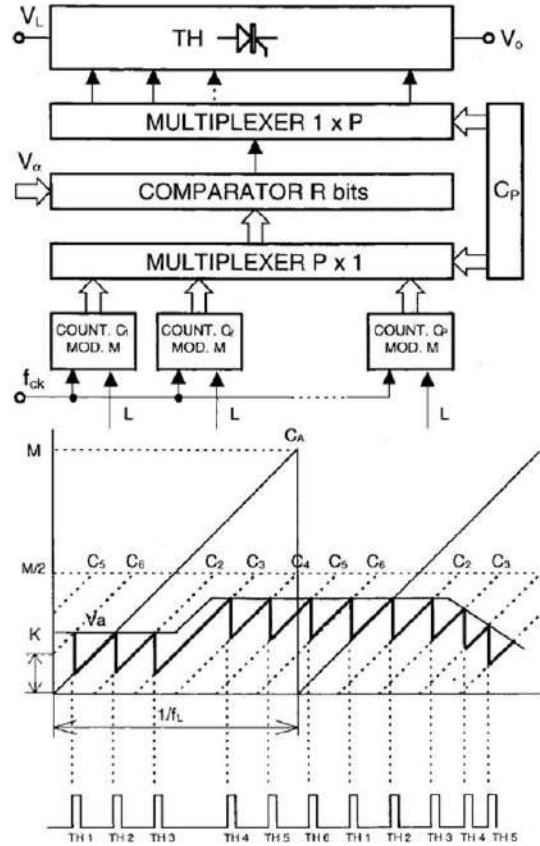 V_L
TH
V_o
MULTIPLEXER 1 x P
V_α
COMPARATOR R bits
C_P
MULTIPLEXER P x 1
COUNT. C_1 MOD. M
COUNT. C_2 MOD. M
COUNT. C_P MOD. M
f_ck
L L L
M
C_A
M/2
C_5 C_6 C_2 C_3 C_4 C_5 C_6 C_2 C_3
Va
K
1/f_L
TH 1 TH 2 TH 3 TH 4 TH 5 TH 6 TH 1 TH 2 TH 3 TH 4 TH 5